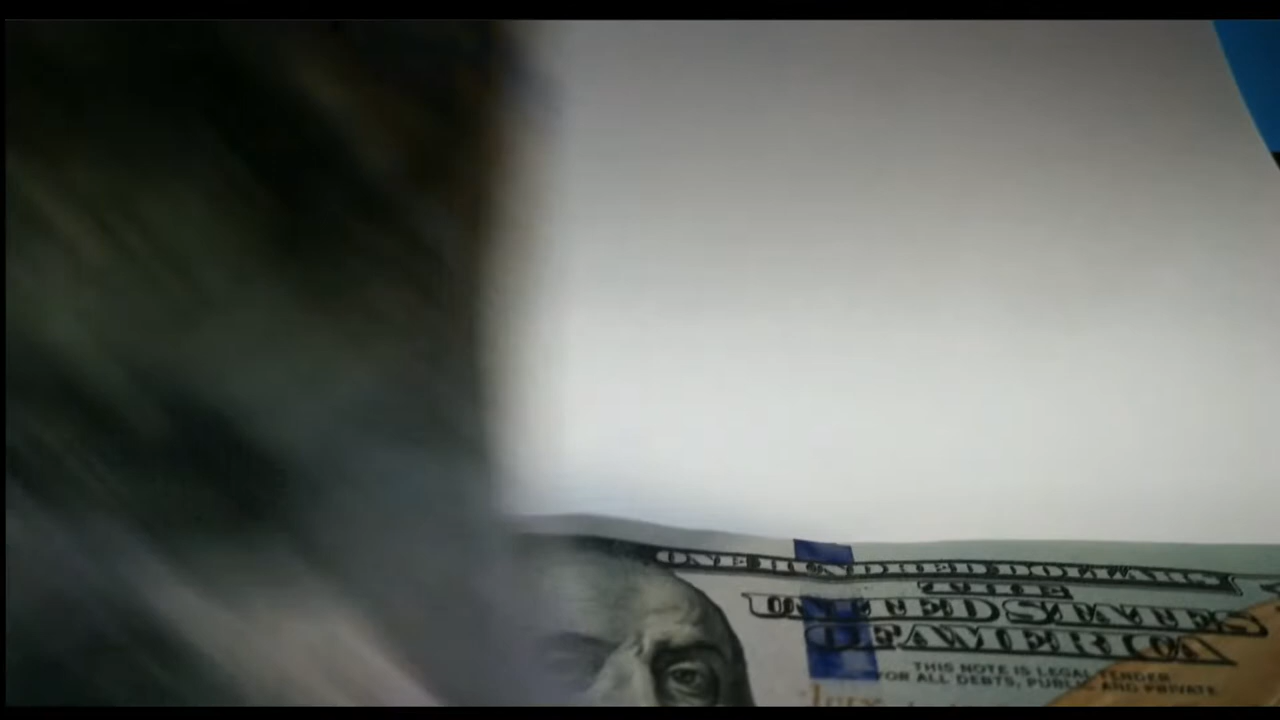 ONE HUNDRED DOLLARS
THE
UNITED STATES
OF AMERICA
THIS NOTE IS LEGAL TENDER
FOR ALL DEBTS, PUBLIC AND PRIVATE